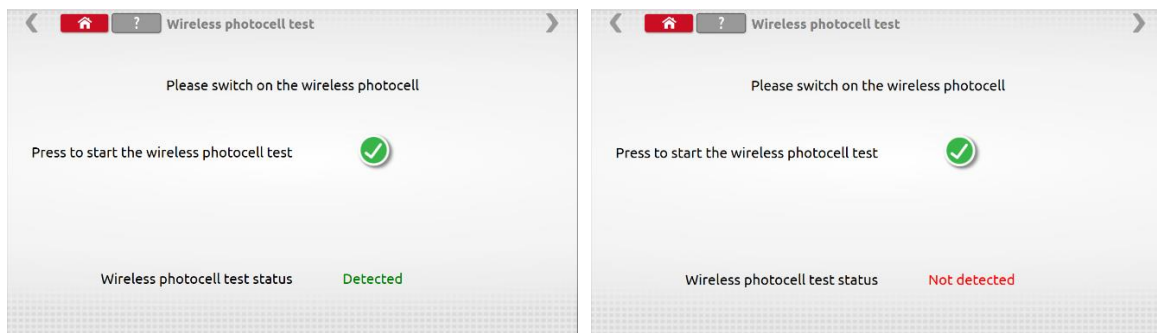 ? Wireless photocell test
Please switch on the wireless photocell
Press to start the wireless photocell test
Wireless photocell test status Detected
? Wireless photocell test
Please switch on the wireless photocell
Press to start the wireless photocell test
Wireless photocell test status Not detected